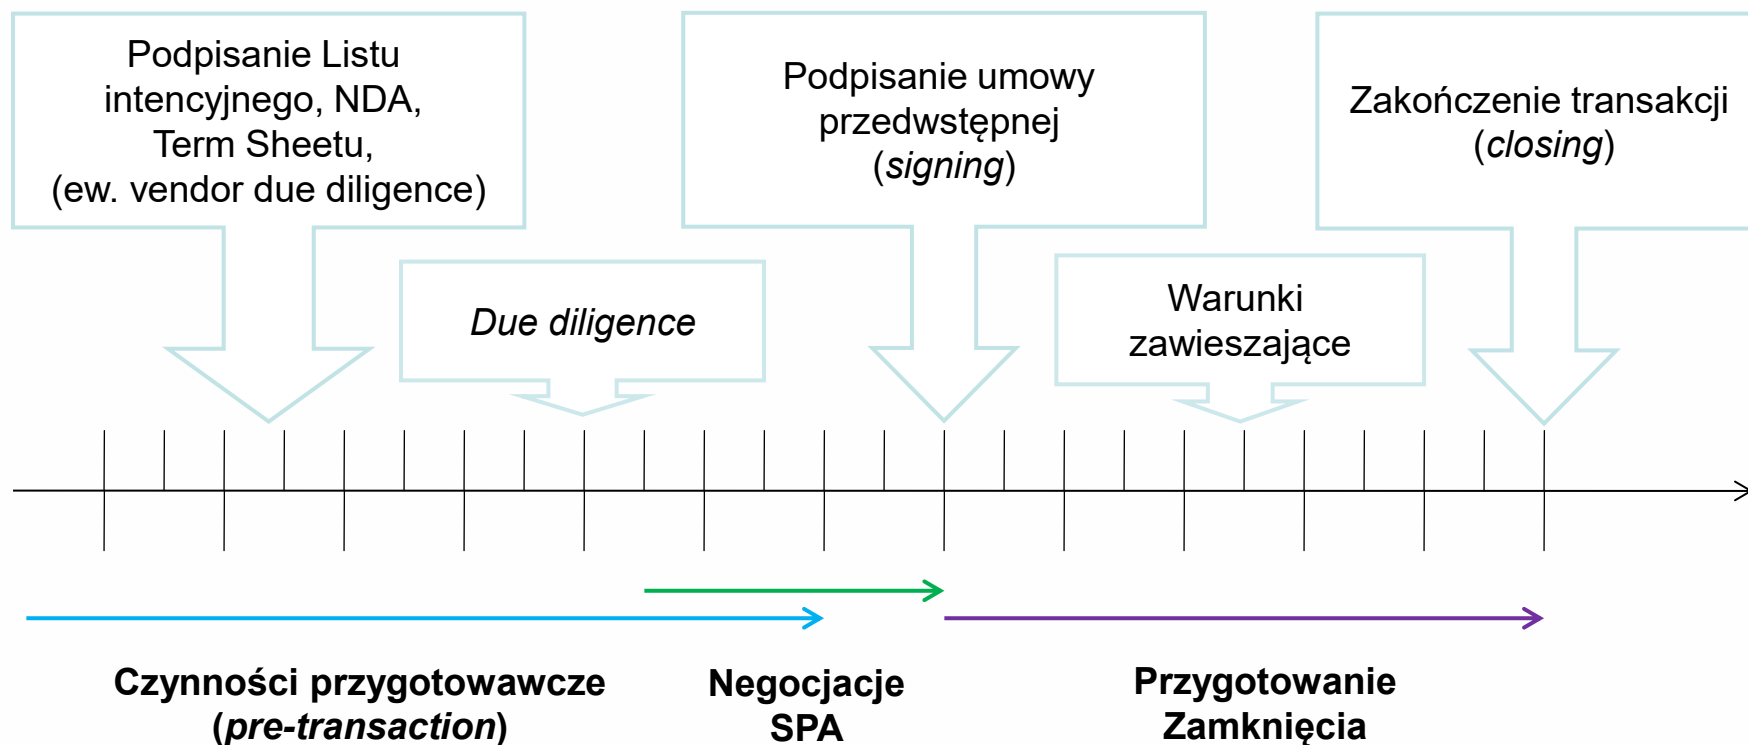 Podpisanie Listu
intencyjnego, NDA,
Term Sheetu,
(ew. vendor due diligence)
Due diligence
Podpisanie umowy
przedwstępnej
(signing)
Warunki
zawieszające
Zakończenie transakcji
(closing)
Czynności przygotowawcze
(pre-transaction)
Negocjacje
SPA
Przygotowanie
Zamknięcia